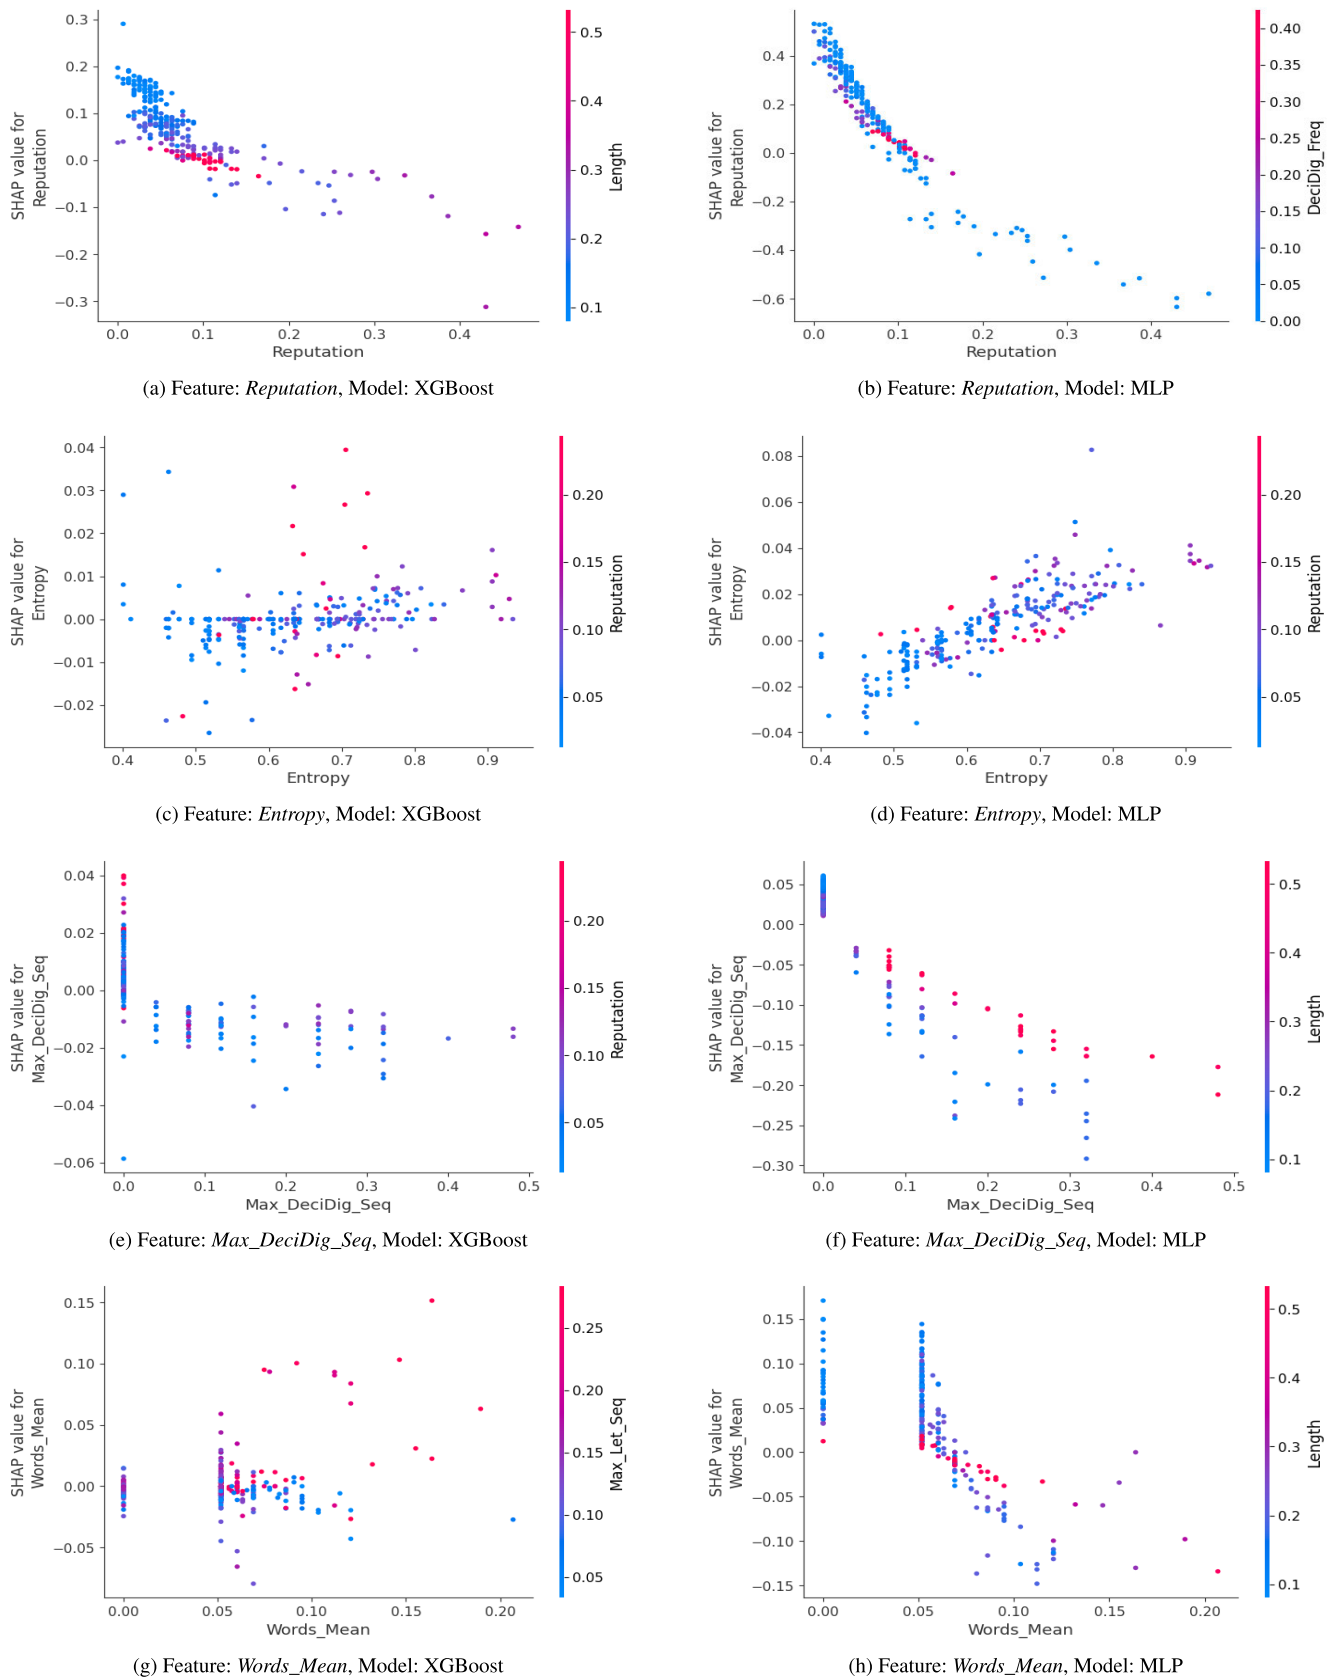 0.3
0.2
0.1
0.0
−0.1
−0.2
−0.3
SHAP value for
Reputation
0.0 0.1 0.2 0.3 0.4
Reputation
0.5
0.4
0.3
0.2
0.1
Length
(a) Feature: Reputation, Model: XGBoost
0.4
0.2
0.0
−0.2
−0.4
−0.6
SHAP value for
Reputation
0.0 0.1 0.2 0.3 0.4
Reputation
0.40
0.35
0.30
0.25
0.20
0.15
0.10
0.05
0.00
DeciDig_Freq
(b) Feature: Reputation, Model: MLP
0.04
0.03
0.02
0.01
0.00
−0.01
−0.02
SHAP value for
Entropy
0.4 0.5 0.6 0.7 0.8 0.9
Entropy
0.20
0.15
0.10
0.05
Reputation
(c) Feature: Entropy, Model: XGBoost
0.08
0.06
0.04
0.02
0.00
−0.02
−0.04
SHAP value for
Entropy
0.4 0.5 0.6 0.7 0.8 0.9
Entropy
0.20
0.15
0.10
0.05
Reputation
(d) Feature: Entropy, Model: MLP
0.04
0.02
0.00
−0.02
−0.04
−0.06
SHAP value for
Max_DeciDig_Seq
0.0 0.1 0.2 0.3 0.4 0.5
Max_DeciDig_Seq
0.20
0.15
0.10
0.05
Reputation
(e) Feature: Max_DeciDig_Seq, Model: XGBoost
0.05
0.00
−0.05
−0.10
−0.15
−0.20
−0.25
−0.30
SHAP value for
Max_DeciDig_Seq
0.0 0.1 0.2 0.3 0.4 0.5
Max_DeciDig_Seq
0.5
0.4
0.3
0.2
0.1
Length
(f) Feature: Max_DeciDig_Seq, Model: MLP
0.15
0.10
0.05
0.00
−0.05
SHAP value for
Words_Mean
0.00 0.05 0.10 0.15 0.20
Words_Mean
0.25
0.20
0.15
0.10
0.05
Max_Let_Seq
(g) Feature: Words_Mean, Model: XGBoost
0.15
0.10
0.05
0.00
−0.05
−0.10
−0.15
SHAP value for
Words_Mean
0.00 0.05 0.10 0.15 0.20
Words_Mean
0.5
0.4
0.3
0.2
0.1
Length
(h) Feature: Words_Mean, Model: MLP